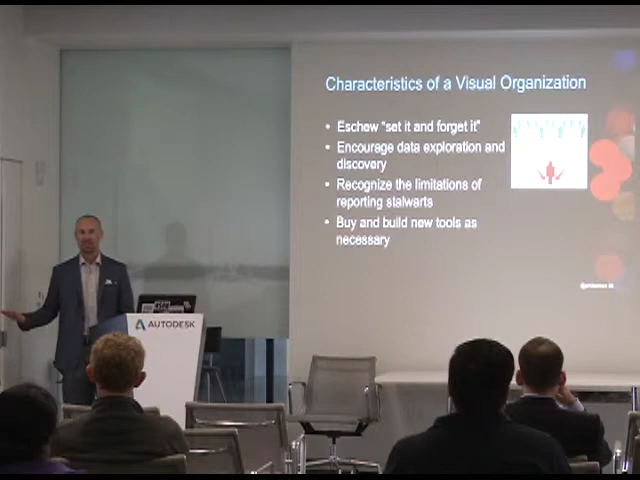 Characteristics of a Visual Organization
• Eschew "set it and forget it"
• Encourage data exploration and
discovery
• Recognize the limitations of
reporting stalwarts
• Buy and build new tools as
necessary
AUTODESK